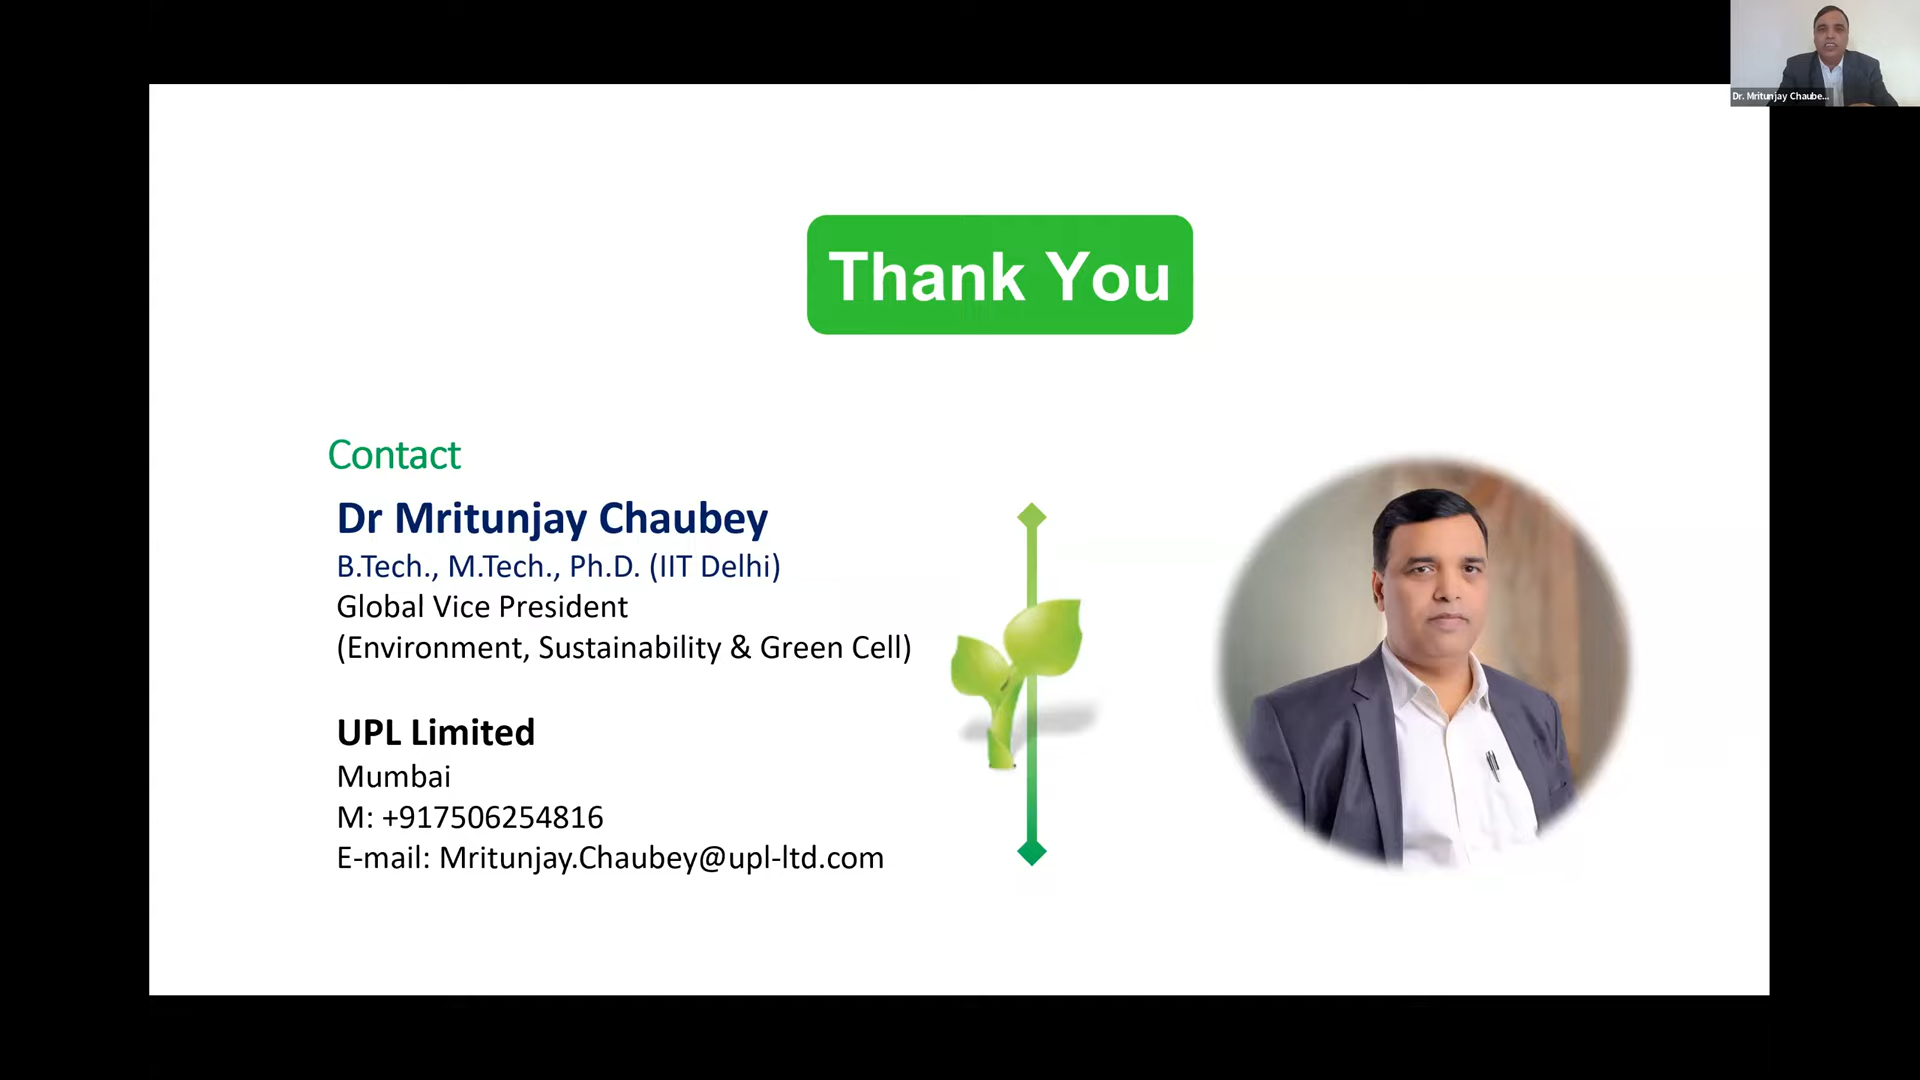 Dr. Mritunjay Chaube...
Thank You
Contact
Dr Mritunjay Chaubey
B.Tech., M.Tech., Ph.D. (IIT Delhi)
Global Vice President
(Environment, Sustainability & Green Cell)
UPL Limited
Mumbai
M: +917506254816
E-mail: Mritunjay.Chaubey@upl-ltd.com